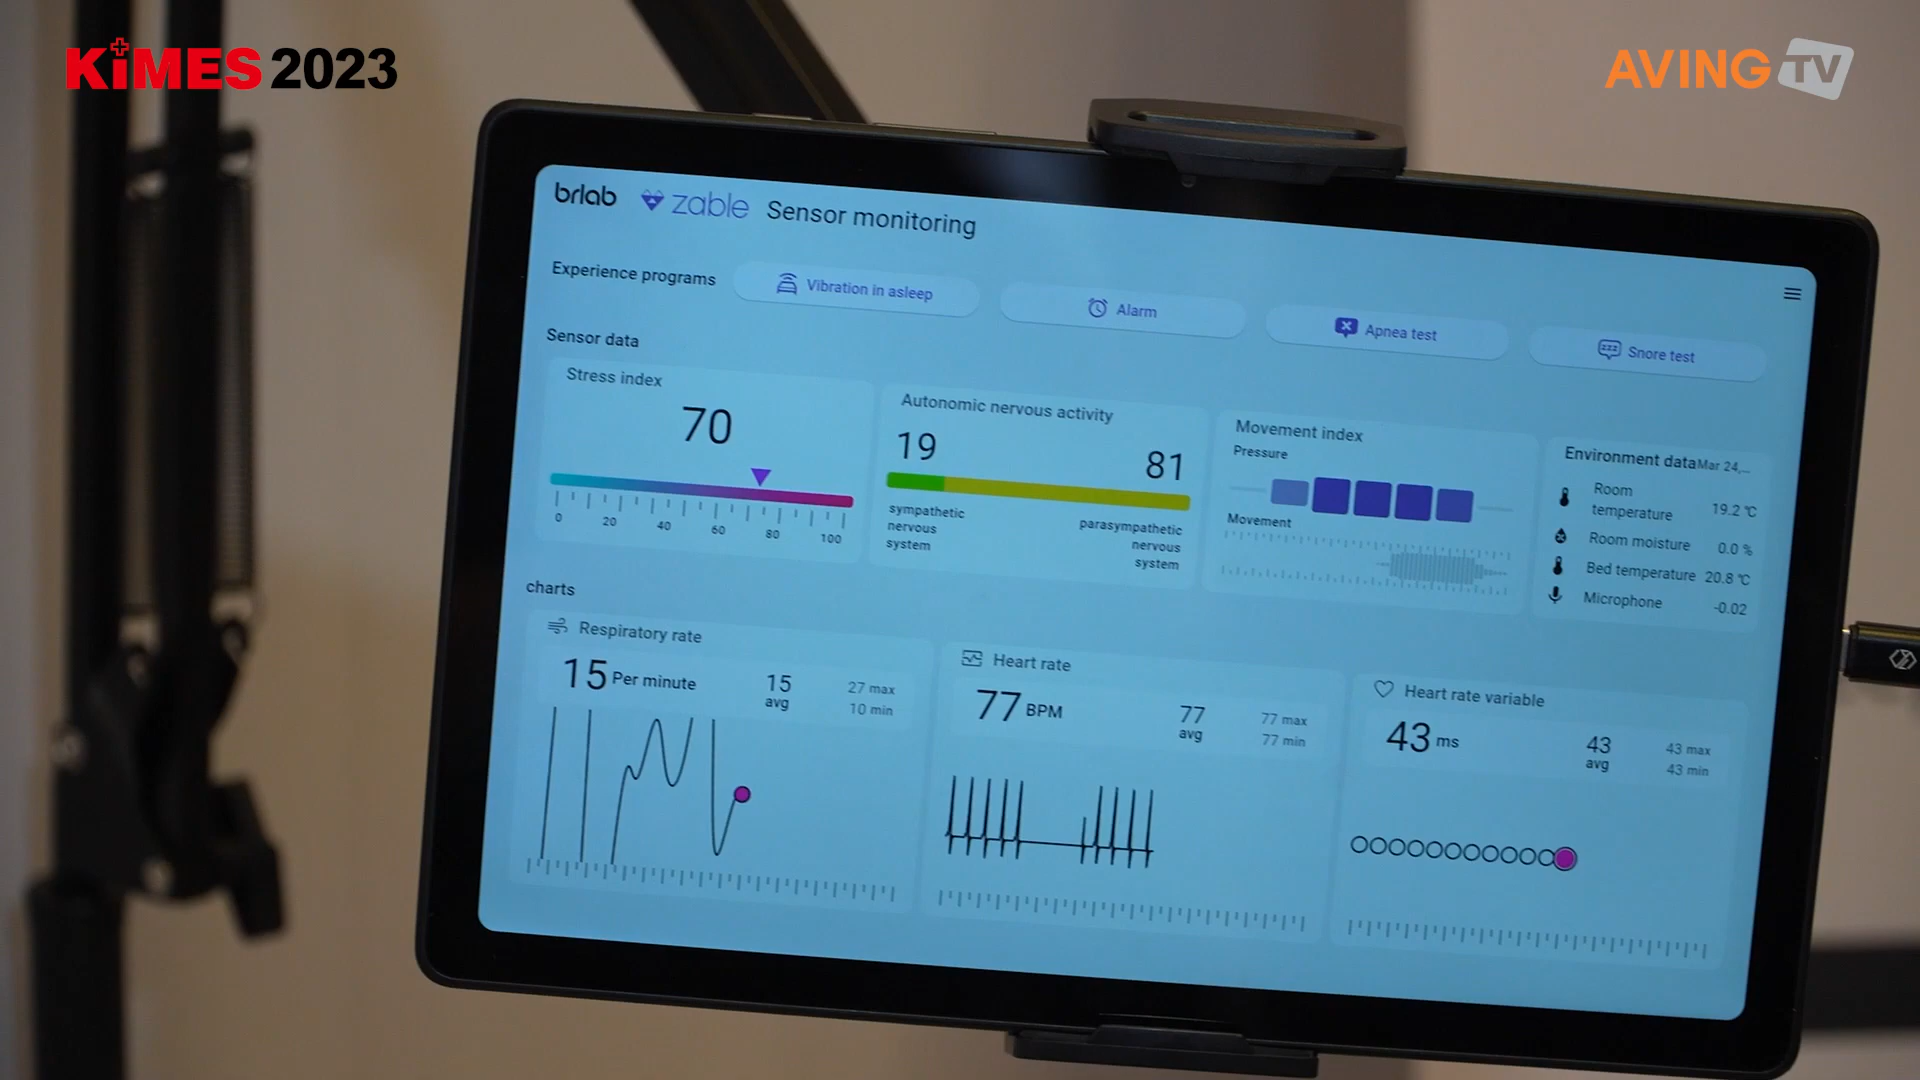 KiMES 2023
AVING TV
brlab zable Sensor monitoring
Experience programs
Vibration in asleep
Alarm
Apnea test
Snore test
Sensor data
Stress index
70
0 20 40 60 80 100
Autonomic nervous activity
19
81
sympathetic
nervous
system
parasympathetic
nervous
system
Movement index
Pressure
Movement
Environment data Mar 24,...
Room
temperature 19.2 ℃
Room moisture 0.0 %
Bed temperature 20.8 ℃
Microphone -0.02
charts
Respiratory rate
15 Per minute
15
avg
27 max
10 min
Heart rate
77 BPM
77
avg
77 max
77 min
Heart rate variable
43 ms
43
avg
43 max
43 min